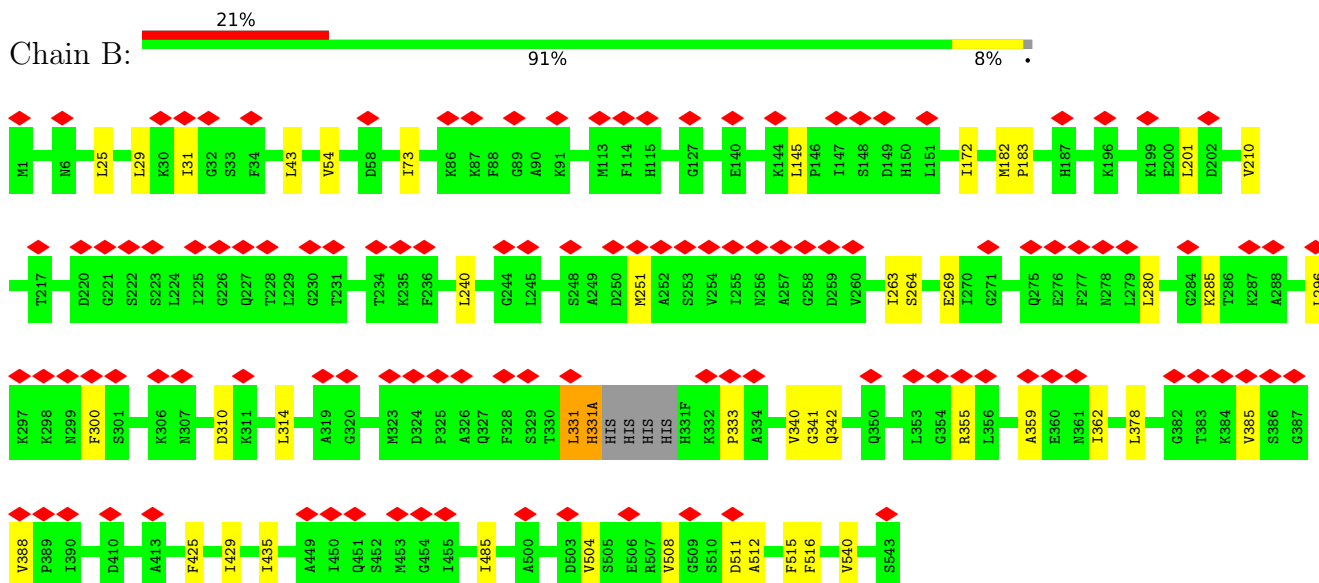 21%
Chain B:
91% 8% •
M1 N6 L25 L29 K30 I31 G32 S33 F34 L43 V54 D58 I73 K86 K87 F88 G89 A90 K91 M113 F114 H115 G127 E140 K144 L145 P146 I147 S148 D149 H150 L151 I172 M182 P183 H187 K196 K199 E200 L201 D202 V210
T217 D220 G221 S222 S223 L224 I225 G226 Q227 T228 L229 G230 T231 T234 K235 F236 L240 G244 L245 S248 A249 D250 M251 A252 S253 V254 I255 N256 A257 G258 D259 V260 I263 S264 E269 I270 G271 Q275 E276 F277 N278 L279 L280 G284 K285 T286 K287 A288 L296
K297 K298 N299 F300 S301 K306 N307 D310 K311 L314 A319 G320 M323 D324 P325 A326 Q327 F328 S329 T330 L331 H331A HIS HIS HIS HIS H331F K332 P333 A334 V340 G341 Q342 Q350 L353 G354 R355 L356 A359 E360 N361 I362 L378 G382 T383 K384 V385 S386 G387
V388 P389 I390 D410 A413 F425 I429 I435 A449 I450 Q451 S452 M453 G454 I455 I485 A500 D503 V504 S505 E506 R507 V508 G509 S510 D511 A512 F515 F516 V540 S543